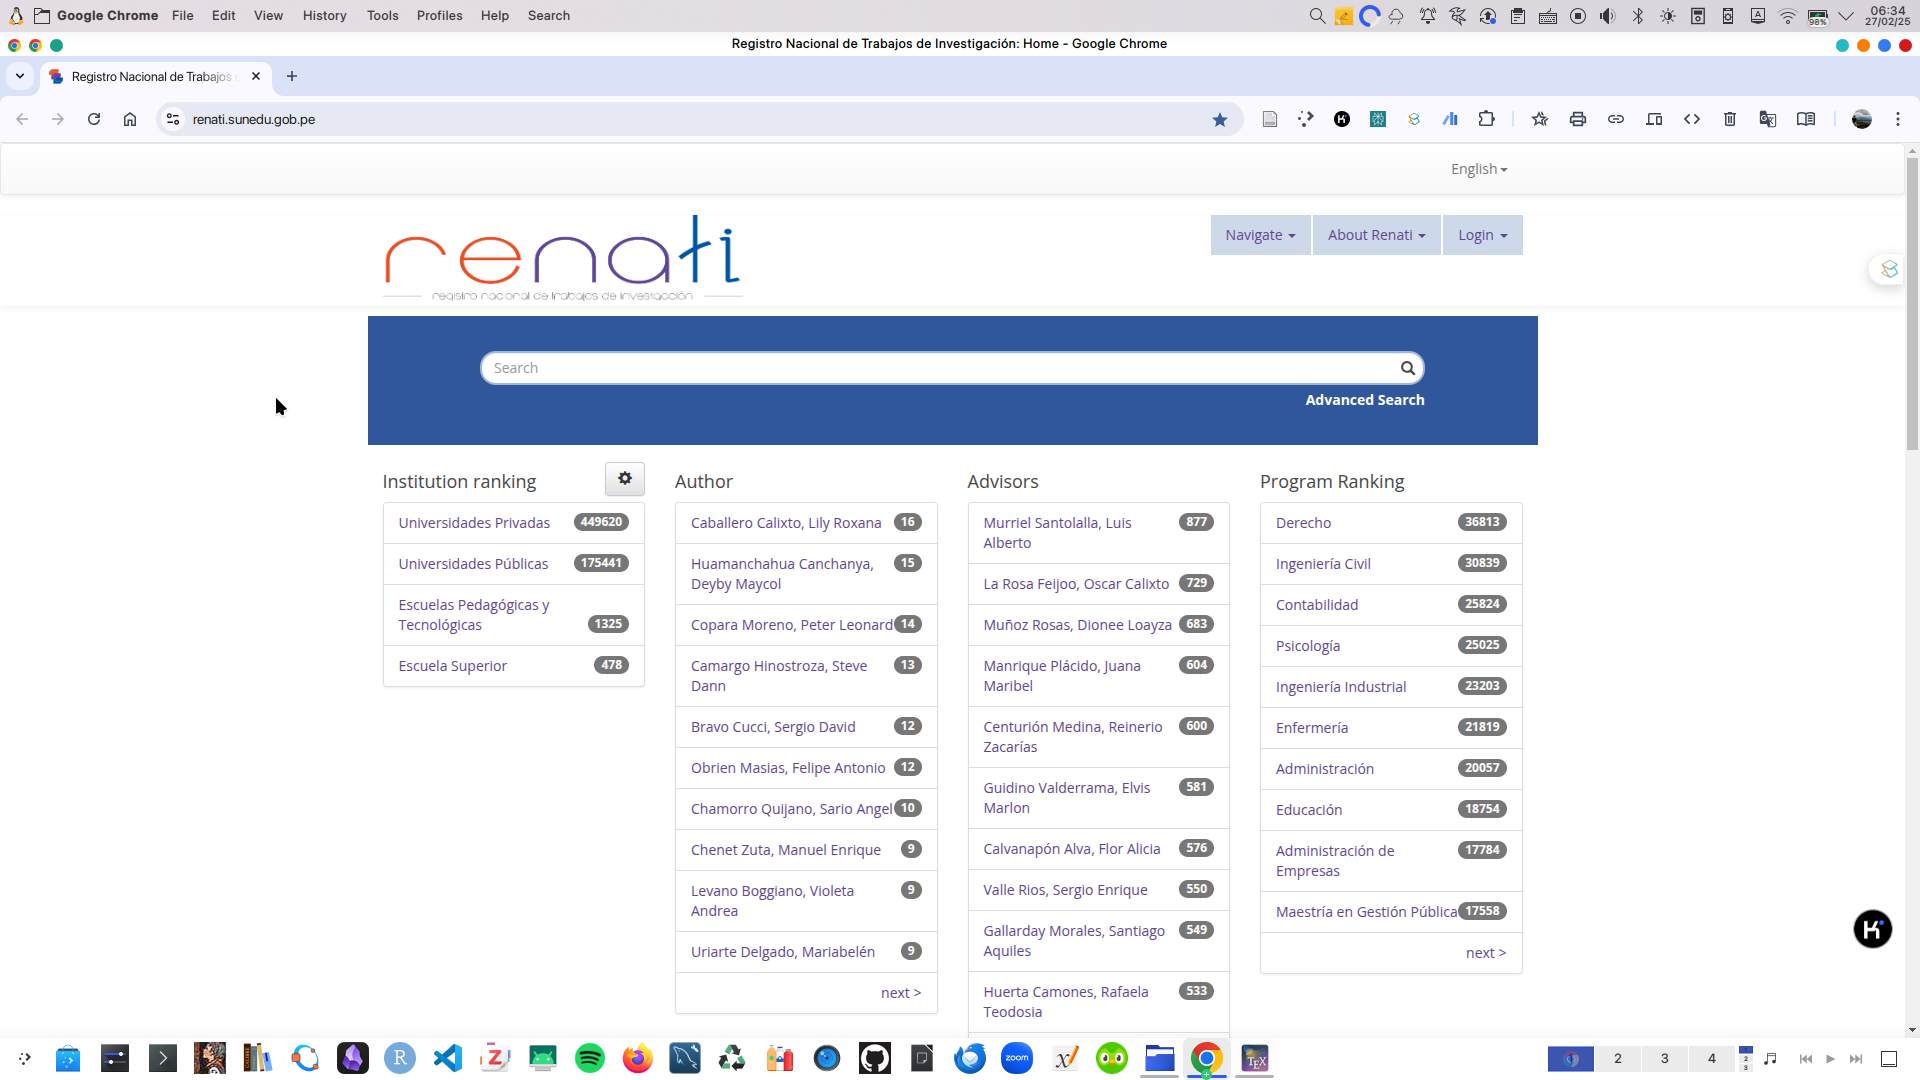 Google Chrome File Edit View History Tools Profiles Help Search
98%
06:34
27/02/25
Registro Nacional de Trabajos de Investigación: Home - Google Chrome
Registro Nacional de Trabajos
renati.sunedu.gob.pe
English
renati
registro nacional de trabajos de investigación
Navigate
About Renati
Login
Search
Advanced Search
Institution ranking
Universidades Privadas 449620
Universidades Públicas 175441
Escuelas Pedagógicas y
Tecnológicas 1325
Escuela Superior 478
Author
Caballero Calixto, Lily Roxana 16
Huamanchahua Canchanya, 15
Deyby Maycol
Copara Moreno, Peter Leonard 14
Camargo Hinostroza, Steve 13
Dann
Bravo Cucci, Sergio David 12
Obrien Masias, Felipe Antonio 12
Chamorro Quijano, Sario Angel 10
Chenet Zuta, Manuel Enrique 9
Levano Boggiano, Violeta 9
Andrea
Uriarte Delgado, Mariabelén 9
next >
Advisors
Murriel Santolalla, Luis 877
Alberto
La Rosa Feijoo, Oscar Calixto 729
Muñoz Rosas, Dionee Loayza 683
Manrique Plácido, Juana 604
Maribel
Centurión Medina, Reinerio 600
Zacarías
Guidino Valderrama, Elvis 581
Marlon
Calvanapón Alva, Flor Alicia 576
Valle Rios, Sergio Enrique 550
Gallarday Morales, Santiago 549
Aquiles
Huerta Camones, Rafaela 533
Teodosia
Program Ranking
Derecho 36813
Ingeniería Civil 30839
Contabilidad 25824
Psicología 25025
Ingeniería Industrial 23203
Enfermería 21819
Administración 20057
Educación 18754
Administración de 17784
Empresas
Maestría en Gestión Pública 17558
next >
K
R
Z
zoom
TEX
2 3 4
2
3